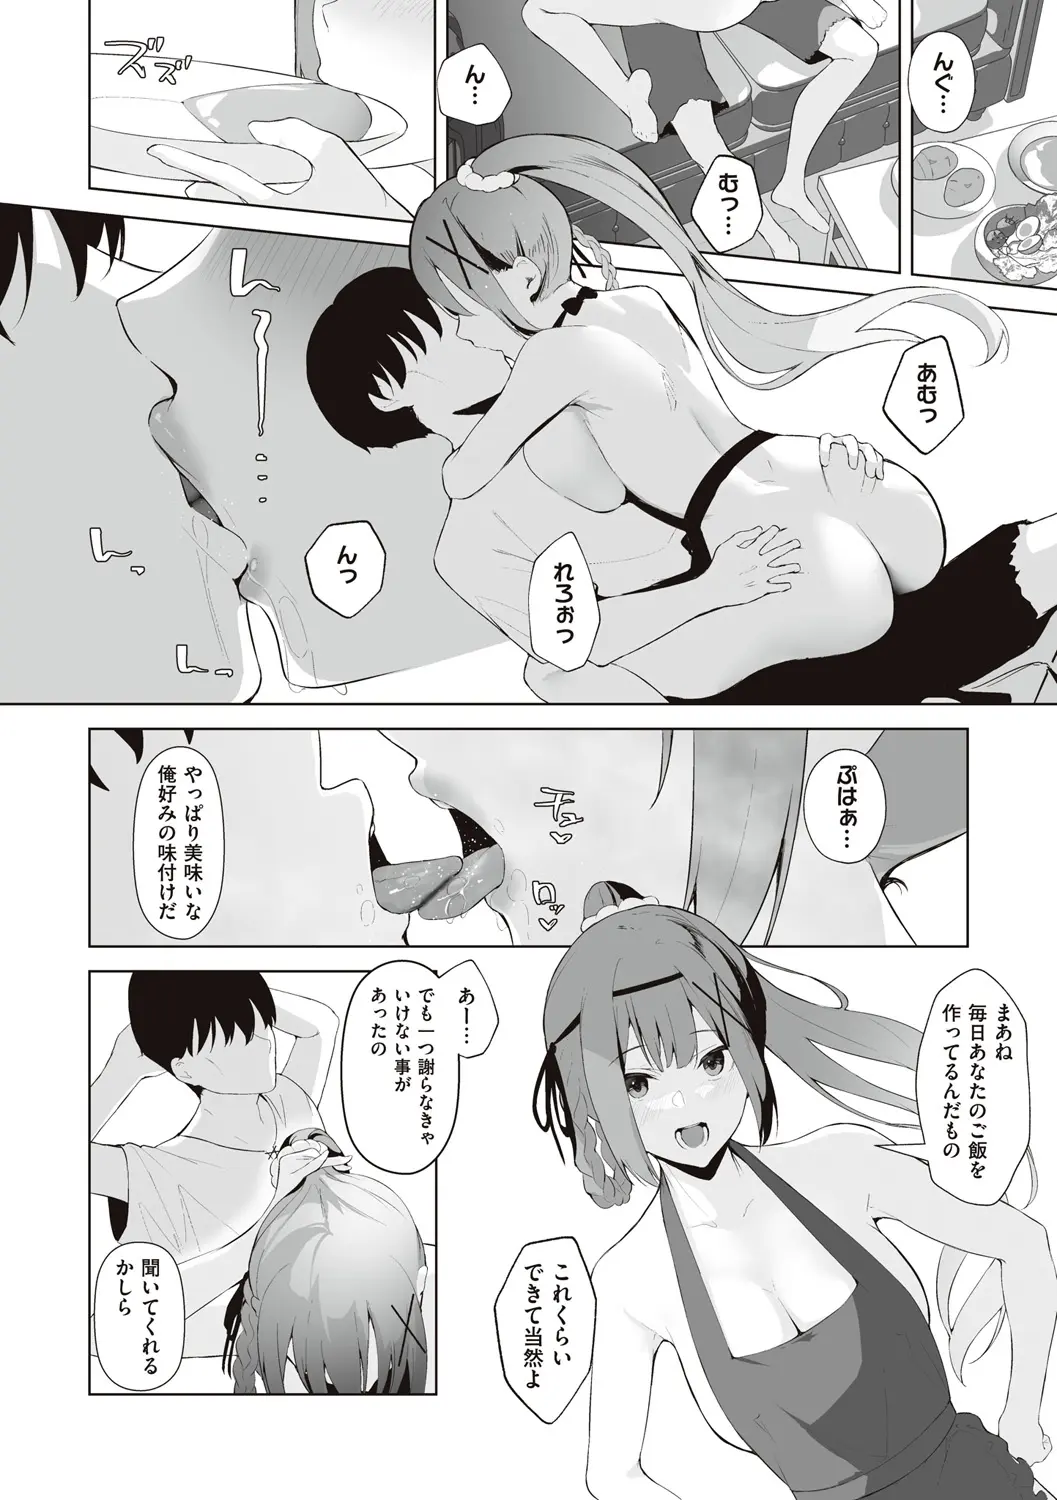 んぐ…
ん…
むっ…
ズズ
ズ
あむっ
れろぉっ
んっ
ん〜…
ん…
ん…
ぷはぁ…
チュ♡
レロ♡
やっぱり美味いな
俺好みの味付けだ
まあね
毎日あなたのご飯を
作ってるんだもの
これくらい
できて当然よ
あー…
でも一つ謝らなきゃ
いけない事が
あったの
聞いてくれる
かしら